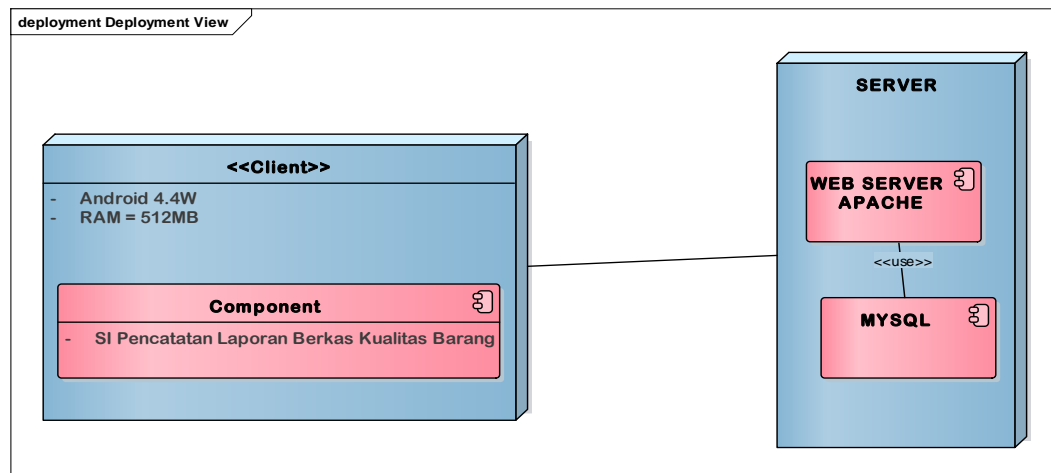 deployment Deployment View
<<Client>>
- Android 4.4W
- RAM = 512MB
Component
- SI Pencatatan Laporan Berkas Kualitas Barang
SERVER
WEB SERVER
APACHE
<<use>>
MYSQL